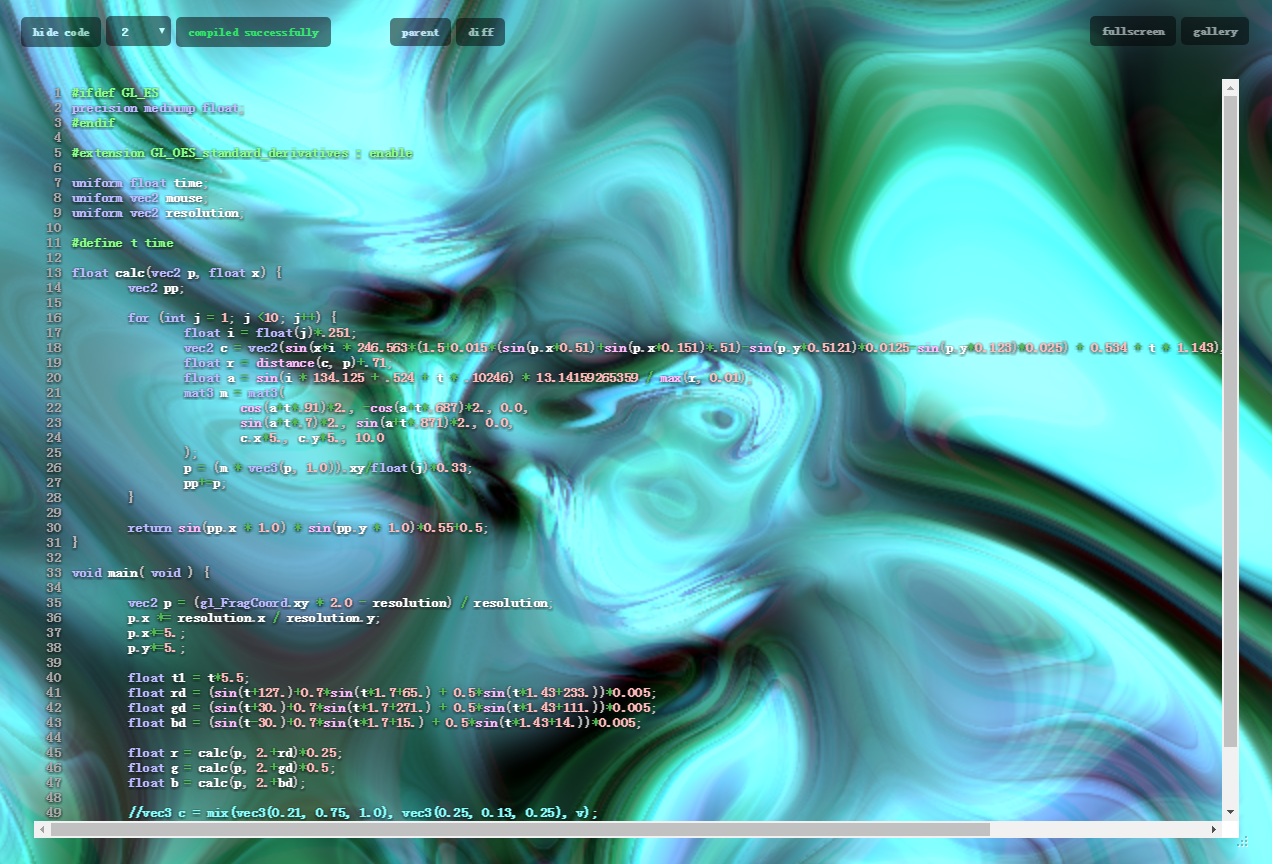 hide code 2 compiled successfully parent diff fullscreen gallery
1 #ifdef GL_ES
2 precision mediump float;
3 #endif
4
5 #extension GL_OES_standard_derivatives : enable
6
7 uniform float time;
8 uniform vec2 mouse;
9 uniform vec2 resolution;
10
11 #define t time
12
13 float calc(vec2 p, float x) {
14 vec2 pp;
15
16 for (int j = 1; j <10; j++) {
17 float i = float(j)*.251;
18 vec2 c = vec2(sin(x*i * 246.563*(1.5+0.015*(sin(p.x*0.51)+sin(p.x*0.151)*.51)-sin(p.y*0.5121)*0.0125-sin(p.y*0.123)*0.025) + 0.534 + t * 1.143),
19 float r = distance(c, p)+.71;
20 float a = sin(i * 134.125 + .524 + t * .10246) * 13.14159265359 / max(r, 0.01);
21 mat3 m = mat3(
22 cos(a*t*.91)*2., -cos(a*t*.687)*2., 0.0,
23 sin(a*t*.7)*2., sin(a*t*.871)*2., 0.0,
24 c.x*5., c.y*5., 10.0
25 );
26 p = (m * vec3(p, 1.0)).xy/float(j)*0.33;
27 pp+=p;
28 }
29
30 return sin(pp.x * 1.0) * sin(pp.y * 1.0)*0.55+0.5;
31 }
32
33 void main( void ) {
34
35 vec2 p = (gl_FragCoord.xy * 2.0 - resolution) / resolution;
36 p.x *= resolution.x / resolution.y;
37 p.x*=5.;
38 p.y*=5.;
39
40 float t1 = t*5.5;
41 float rd = (sin(t+127.)+0.7*sin(t*1.7+65.) + 0.5*sin(t*1.43+233.))*0.005;
42 float gd = (sin(t+30.)+0.7*sin(t*1.7+271.) + 0.5*sin(t*1.43+111.))*0.005;
43 float bd = (sin(t-30.)+0.7*sin(t*1.7+15.) + 0.5*sin(t*1.43+14.))*0.005;
44
45 float r = calc(p, 2.+rd)*0.25;
46 float g = calc(p, 2.+gd)*0.5;
47 float b = calc(p, 2.+bd);
48
49 //vec3 c = mix(vec3(0.21, 0.75, 1.0), vec3(0.25, 0.13, 0.25), v);